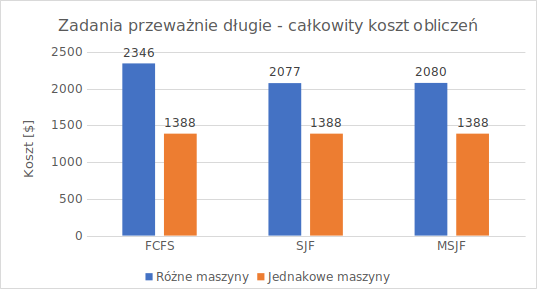 Zadania przeważnie długie - całkowity koszt obliczeń
2500
2000
1500
1000
500
0
Koszt [$]
2346
1388
2077
1388
2080
1388
FCFS
SJF
MSJF
Różne maszyny
Jednakowe maszyny